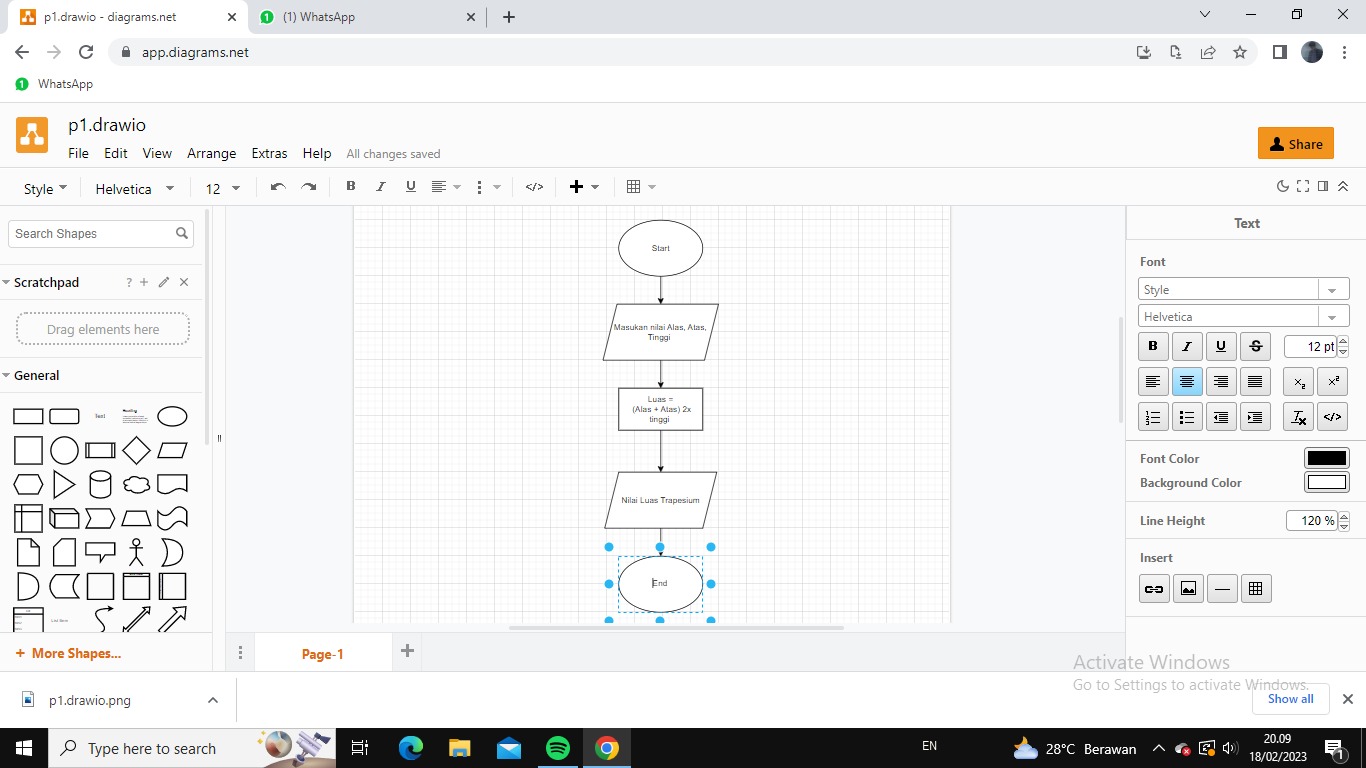 p1.drawio - diagrams.net
(1) WhatsApp
app.diagrams.net
1 WhatsApp
p1.drawio
File Edit View Arrange Extras Help All changes saved
Share
Style Helvetica 12 B I U
Search Shapes
Scratchpad
Drag elements here
General
Text
Heading
List Item
+ More Shapes...
Start
Masukan nilai Alas, Atas,
Tinggi
Luas =
(Alas + Atas) 2x
tinggi
Nilai Luas Trapesium
End
Page-1
Text
Font
Style
Helvetica
B I U S 12 pt
Font Color
Background Color
Line Height 120 %
Insert
Activate Windows
Go to Settings to activate Windows.
p1.drawio.png
Show all
Type here to search
EN
28°C Berawan
20.09
18/02/2023
1